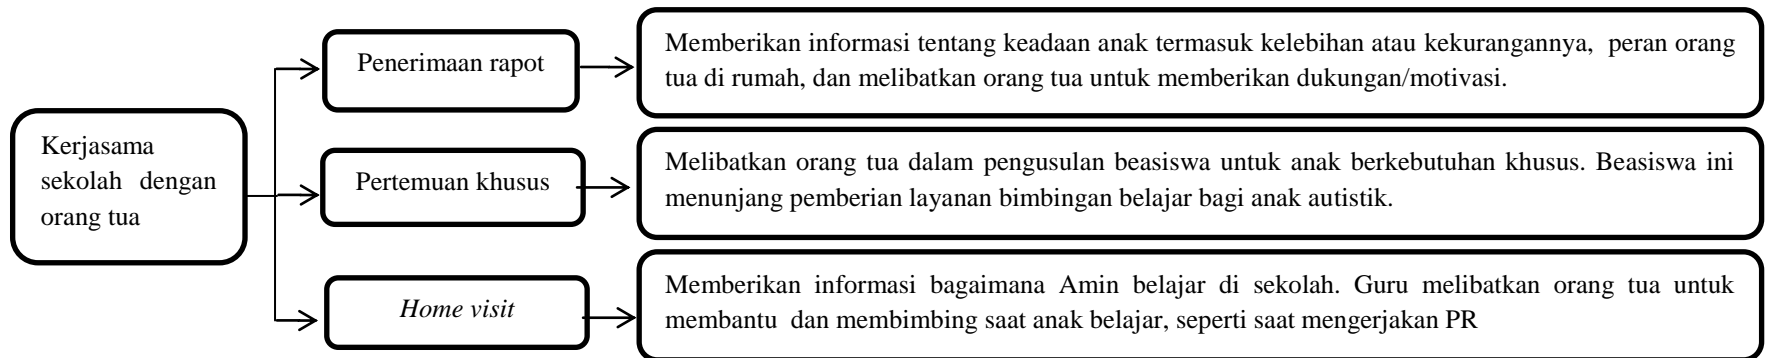 Kerjasama
sekolah dengan
orang tua
Penerimaan rapot
Memberikan informasi tentang keadaan anak termasuk kelebihan atau kekurangannya, peran orang
tua di rumah, dan melibatkan orang tua untuk memberikan dukungan/motivasi.
Pertemuan khusus
Melibatkan orang tua dalam pengusulan beasiswa untuk anak berkebutuhan khusus. Beasiswa ini
menunjang pemberian layanan bimbingan belajar bagi anak autistik.
Home visit
Memberikan informasi bagaimana Amin belajar di sekolah. Guru melibatkan orang tua untuk
membantu dan membimbing saat anak belajar, seperti saat mengerjakan PR